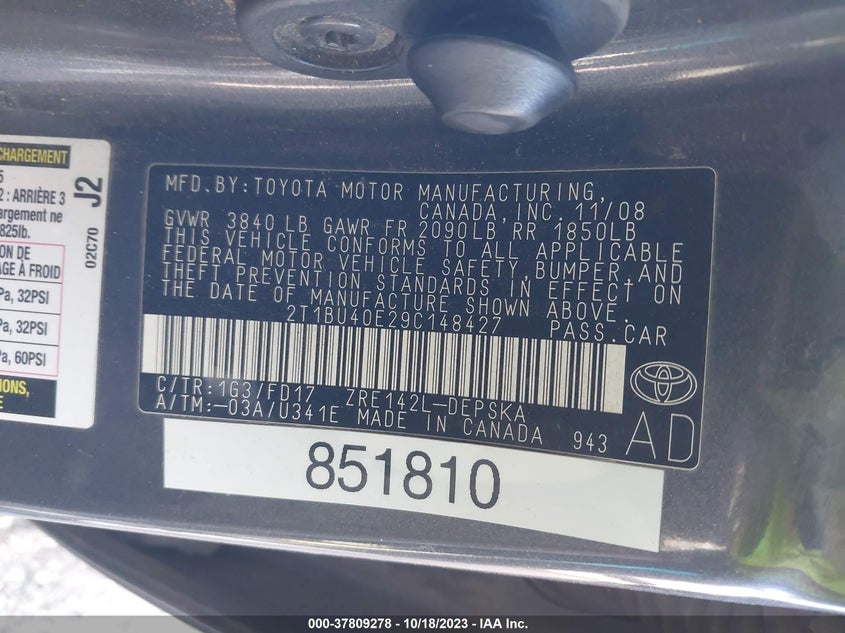 CHARGEMENT
5
2 : ARRIÈRE 3
argement ne
825lb.
ON DE
AGE À FROID
Pa, 32PSI
Pa, 32PSI
a, 60PSI
IONS,
J2
02C70
MFD.BY:TOYOTA MOTOR MANUFACTURING,
CANADA,INC. 11/08
GVWR 3840 LB GAWR FR 2090LB RR 1850LB
THIS VEHICLE CONFORMS TO ALL APPLICABLE
FEDERAL MOTOR VEHICLE SAFETY,BUMPER,AND
THEFT PREVENTION STANDARDS IN EFFECT ON
THE DATE OF MANUFACTURE SHOWN ABOVE.
2T1BU40E29C148427 PASS.CAR
C/TR:1G3/FD17 ZRE142L-DEPSKA
A/TM:-03A/U341E MADE IN CANADA 943
AD
851810
000-37809278 - 10/18/2023 - IAA Inc.